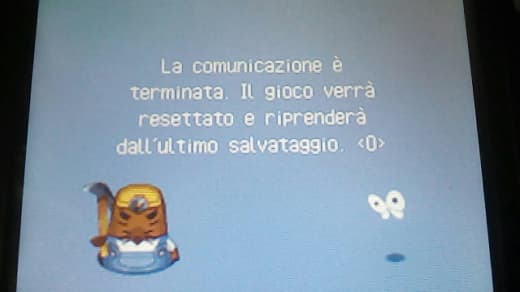 La comunicazione è
terminata. Il gioco verrà
resettato e riprenderà
dall'ultimo salvataggio. <0>